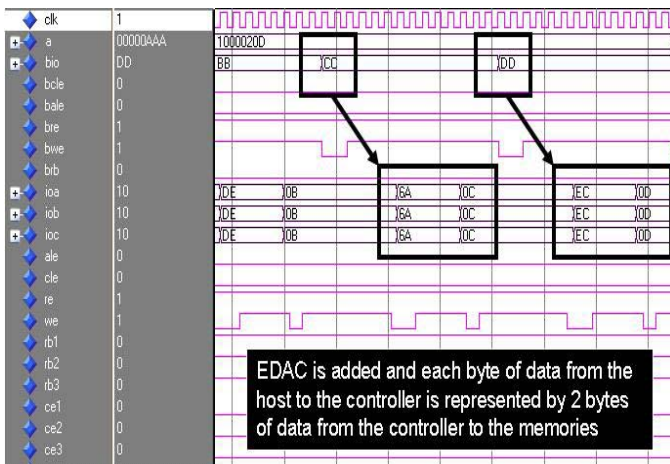 clk 1
a 00000AAA 1000020D
bio DD BB CC DD
bcle 0
bale 0
bre 1
bwe 1
brb 0
ioa 10 DE 0B 6A 0C EC 0D
iob 10 DE 0B 6A 0C EC 0D
ioc 10 DE 0B 6A 0C EC 0D
ale 0
cle 0
re 1
we 1
rb1 0
rb2 0
rb3 0
ce1 0
ce2 0
ce3 0
EDAC is added and each byte of data from the
host to the controller is represented by 2 bytes
of data from the controller to the memories